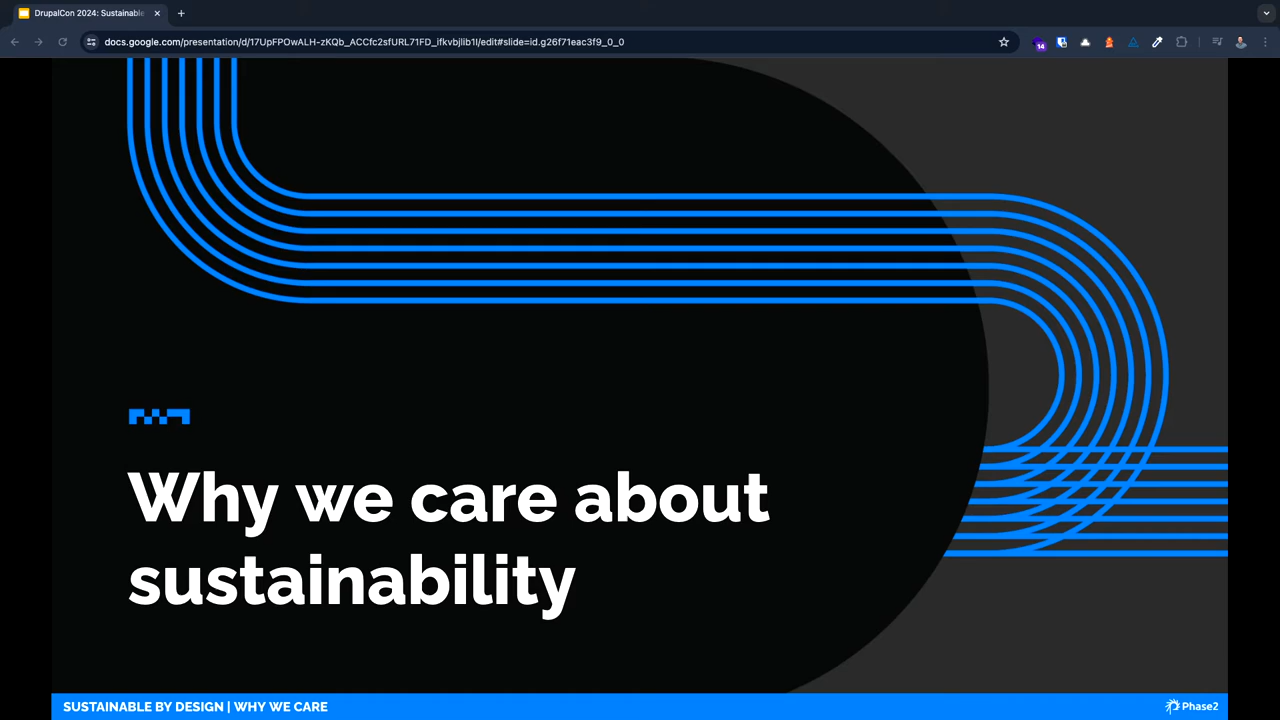 DrupalCon 2024: Sustainable
docs.google.com/presentation/d/17UpFPOwALH-zKQb_ACCfc2sfURL71FD_ifkvbjlib1I/edit#slide=id.g26f71eac3f9_0_0
14
Why we care about
sustainability
SUSTAINABLE BY DESIGN | WHY WE CARE
Phase2